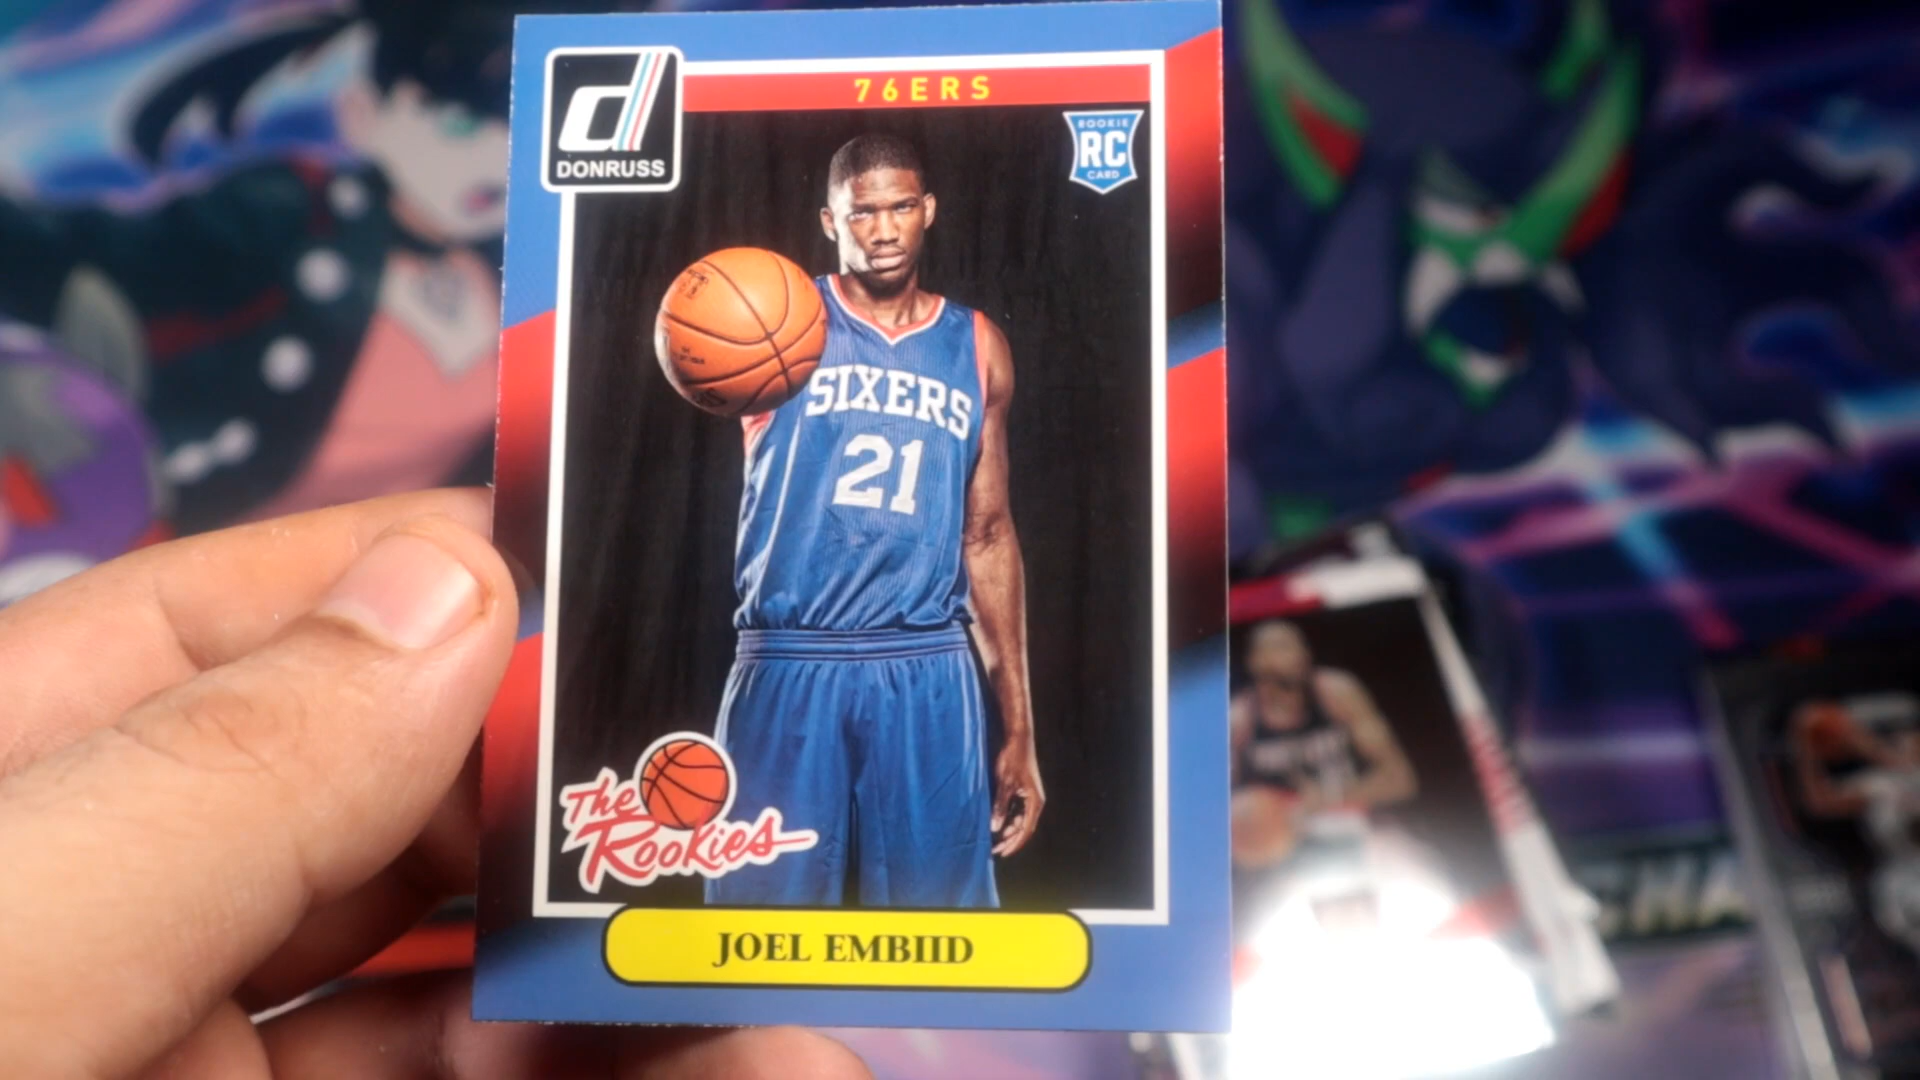 DONRUSS
76ERS
ROOKIE
RC
CARD
SIXERS
21
The
Rookies
JOEL EMBIID